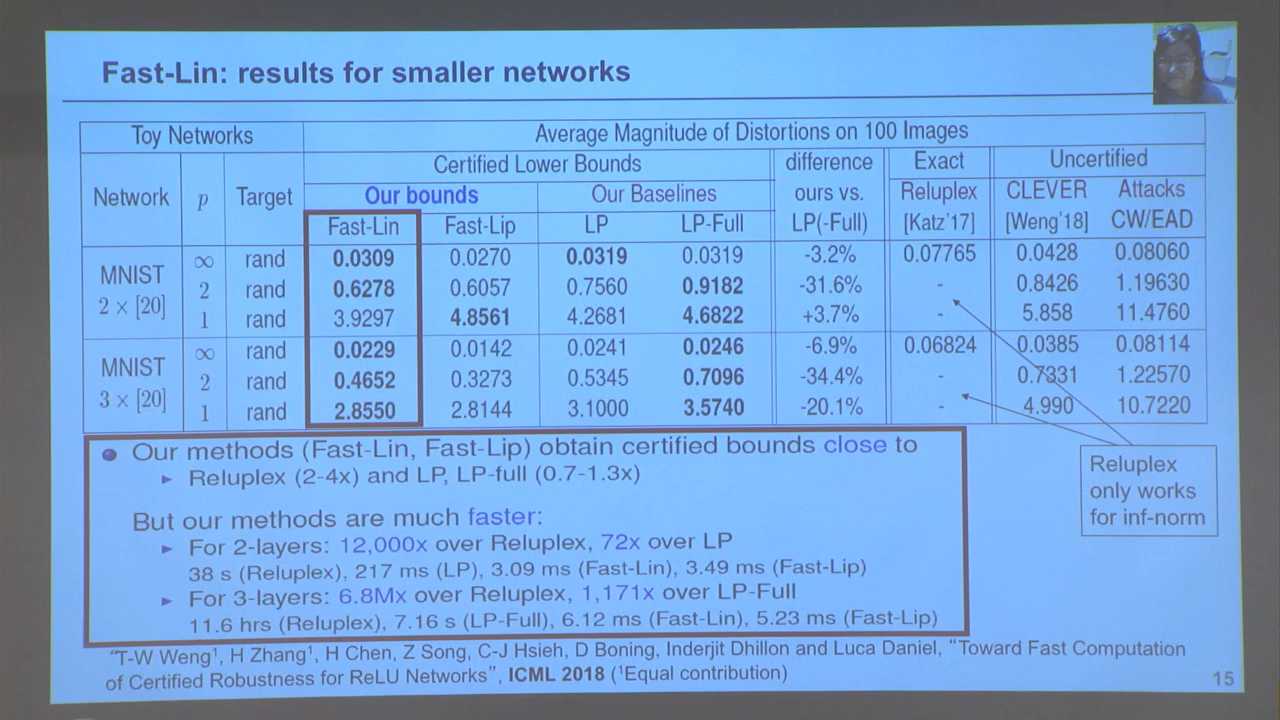 Fast-Lin: results for smaller networks
Toy Networks Average Magnitude of Distortions on 100 Images
Network p Target Certified Lower Bounds difference ours vs. LP(-Full) Exact Uncertified
Our bounds Our Baselines Reluplex [Katz'17] CLEVER [Weng'18] Attacks CW/EAD
Fast-Lin Fast-Lip LP LP-Full
MNIST 2 × [20] ∞ rand 0.0309 0.0270 0.0319 0.0319 -3.2% 0.07765 0.0428 0.08060
2 rand 0.6278 0.6057 0.7560 0.9182 -31.6% - 0.8426 1.19630
1 rand 3.9297 4.8561 4.2681 4.6822 +3.7% - 5.858 11.4760
MNIST 3 × [20] ∞ rand 0.0229 0.0142 0.0241 0.0246 -6.9% 0.06824 0.0385 0.08114
2 rand 0.4652 0.3273 0.5345 0.7096 -34.4% - 0.7331 1.22570
1 rand 2.8550 2.8144 3.1000 3.5740 -20.1% - 4.990 10.7220
Reluplex
only works
for inf-norm
● Our methods (Fast-Lin, Fast-Lip) obtain certified bounds close to
► Reluplex (2-4x) and LP, LP-full (0.7-1.3x)
But our methods are much faster:
► For 2-layers: 12,000x over Reluplex, 72x over LP
38 s (Reluplex), 217 ms (LP), 3.09 ms (Fast-Lin), 3.49 ms (Fast-Lip)
► For 3-layers: 6.8Mx over Reluplex, 1,171x over LP-Full
11.6 hrs (Reluplex), 7.16 s (LP-Full), 6.12 ms (Fast-Lin), 5.23 ms (Fast-Lip)
"T-W Weng¹, H Zhang¹, H Chen, Z Song, C-J Hsieh, D Boning, Inderjit Dhillon and Luca Daniel, "Toward Fast Computation
of Certified Robustness for ReLU Networks", ICML 2018 (¹Equal contribution)
15